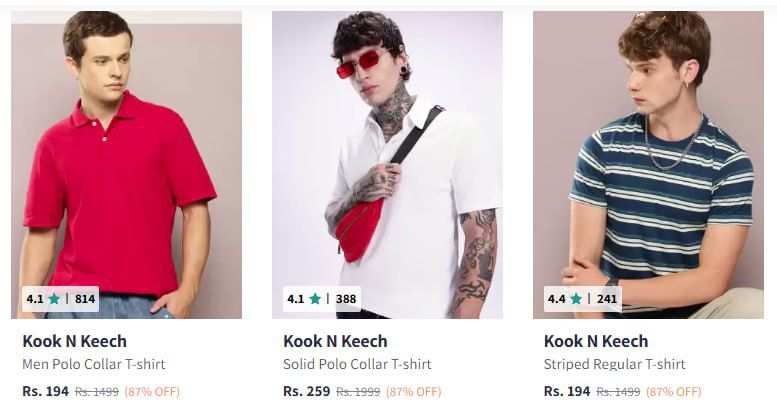 4.1 ★ | 814
Kook N Keech
Men Polo Collar T-shirt
Rs. 194 Rs. 1499 (87% OFF)
4.1 ★ | 388
Kook N Keech
Solid Polo Collar T-shirt
Rs. 259 Rs. 1999 (87% OFF)
4.4 ★ | 241
Kook N Keech
Striped Regular T-shirt
Rs. 194 Rs. 1499 (87% OFF)